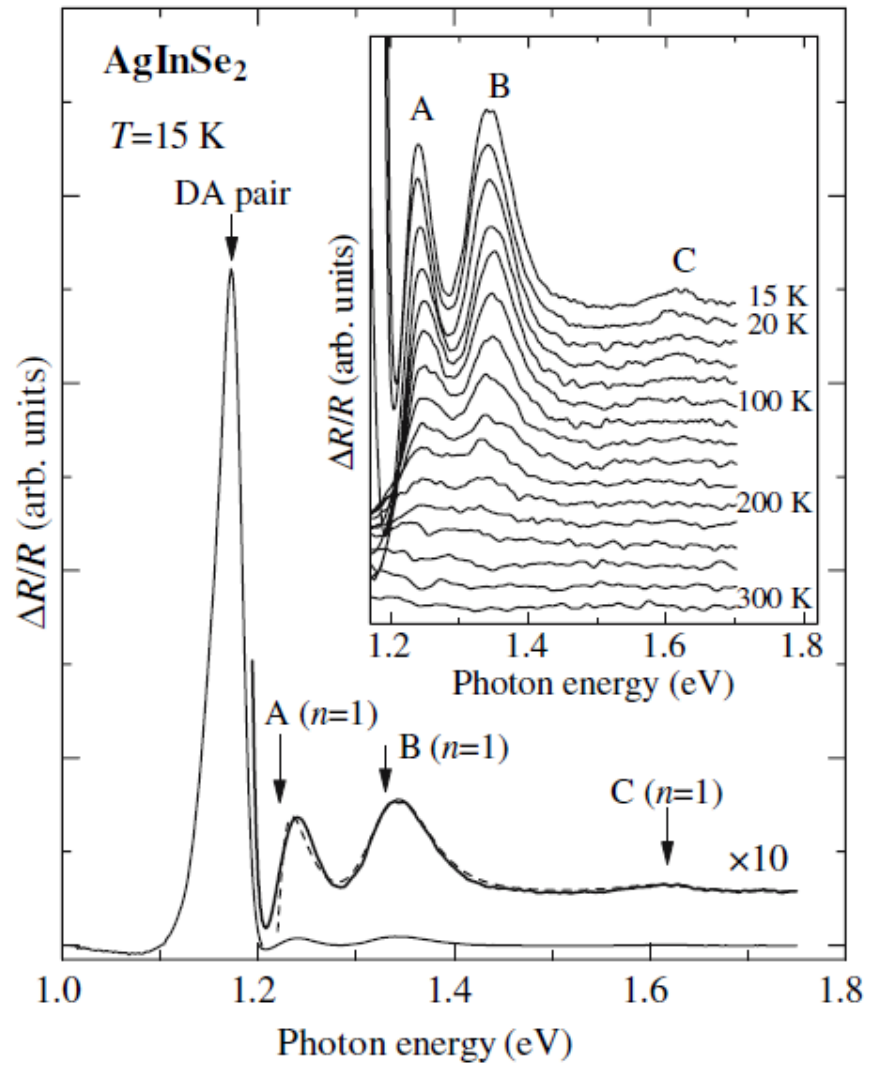 AgInSe₂
T=15 K
DA pair
A
B
C
15 K
20 K
100 K
200 K
300 K
ΔR/R (arb. units)
1.2 1.4 1.6 1.8
Photon energy (eV)
ΔR/R (arb. units)
A (n=1)
B (n=1)
C (n=1)
×10
1.0 1.2 1.4 1.6 1.8
Photon energy (eV)